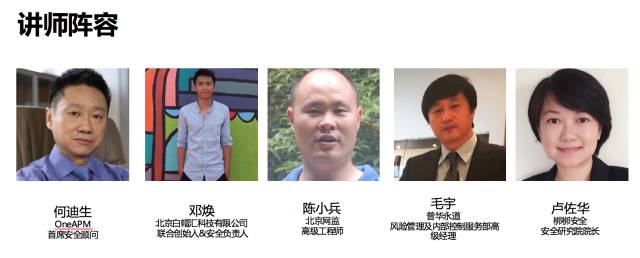 讲师阵容
何迪生
OneAPM
首席安全顾问
邓焕
北京白帽汇科技有限公司
联合创始人&安全负责人
陈小兵
北京网监
高级工程师
毛宇
普华永道
风险管理及内部控制服务部高
级经理
卢佐华
梆梆安全
安全研究院院长